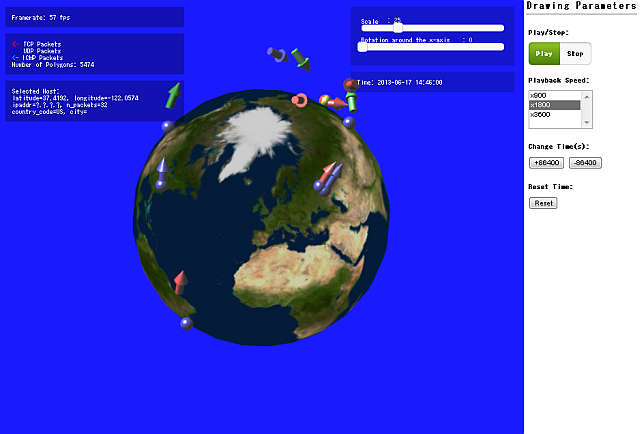 Framerate: 57 fps
TCP Packets
UDP Packets
ICMP Packets
Number of Polygons: 5474
Selected Host:
latitude=37.4192, longitude=-122.0574
ipaddr=?.?.?.?, n_packets=32
country_code=US, city=
Scale : 25
Rotation around the x-axis : 0
Time: 2013-06-17 14:46:00
Drawing Parameters
Play/Stop:
Play Stop
Playback Speed:
x900
x1800
x3600
Change Time(s):
+86400 -86400
Reset Time:
Reset